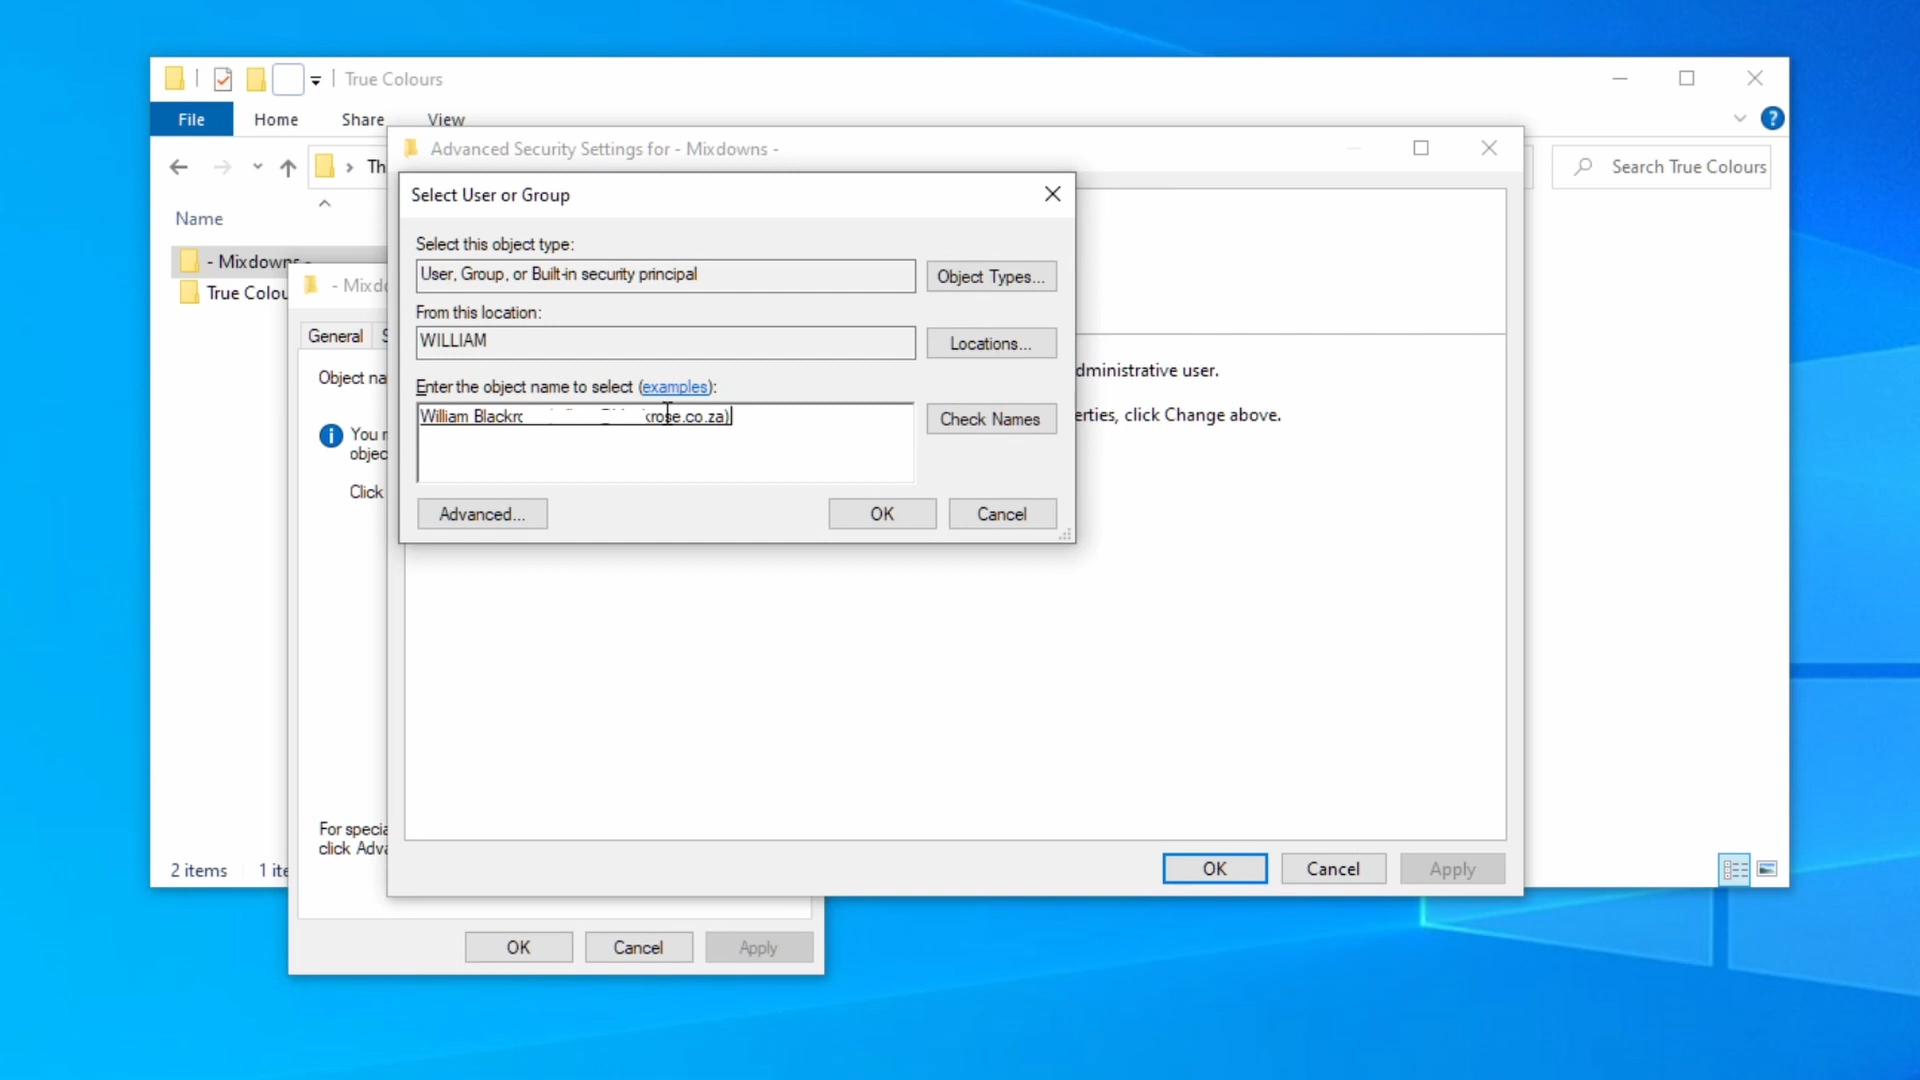 True Colours
File Home Share View
?
Th
Search True Colours
Name
- Mixdowns -
True Colou
2 items 1 ite
- Mixd
General S
Object na
You r
objec
Click
For specia
click Adva
OK Cancel Apply
Advanced Security Settings for - Mixdowns -
dministrative user.
erties, click Change above.
OK Cancel Apply
Select User or Group
Select this object type:
User, Group, or Built-in security principal
Object Types...
From this location:
WILLIAM
Locations...
Enter the object name to select (examples):
William krose.co.za)
Check Names
Advanced... OK Cancel